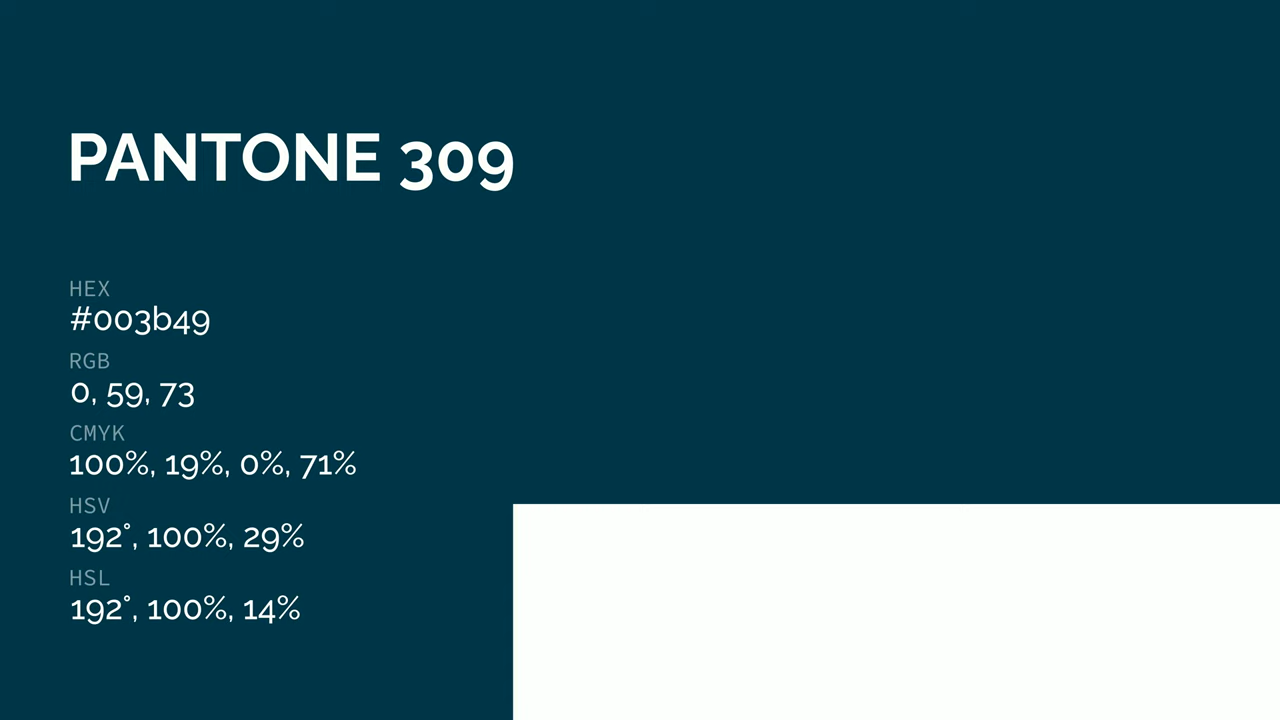 PANTONE 309
HEX
#003b49
RGB
0, 59, 73
CMYK
100%, 19%, 0%, 71%
HSV
192°, 100%, 29%
HSL
192°, 100%, 14%